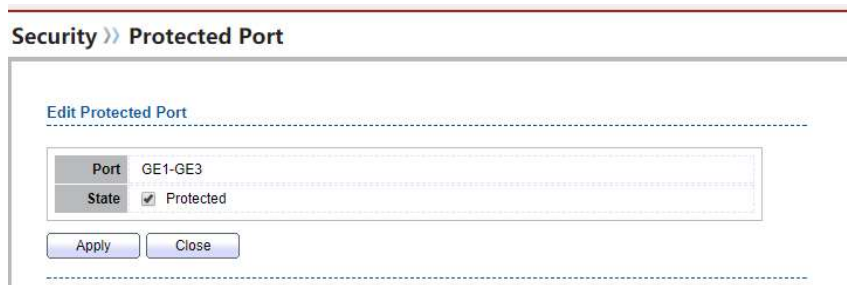 Security » Protected Port
Edit Protected Port
Port GE1-GE3
State Protected
Apply Close